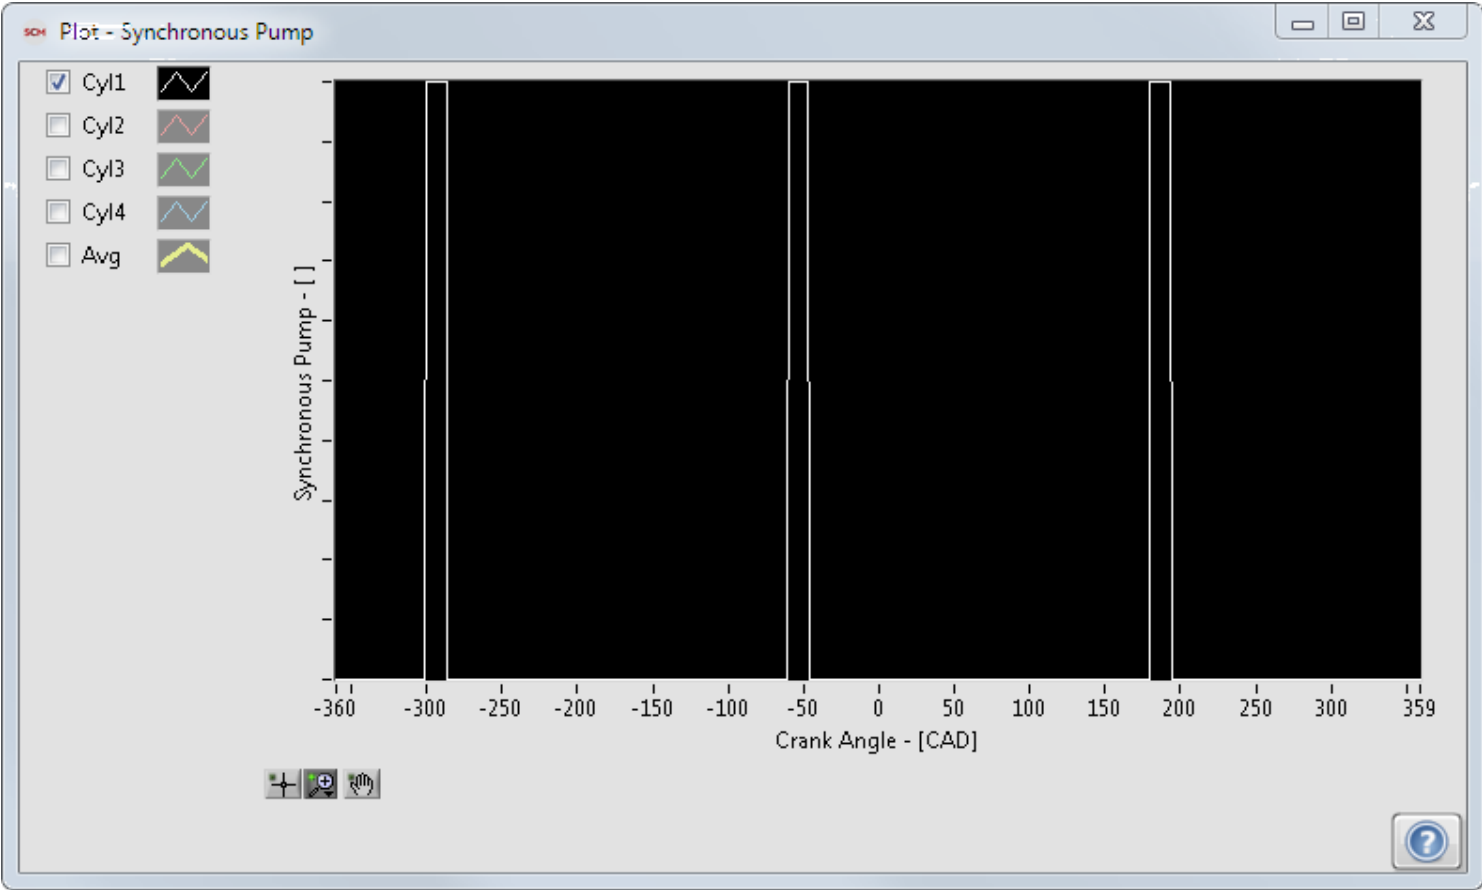 SCM Plot - Synchronous Pump
Cyl1
Cyl2
Cyl3
Cyl4
Avg
Synchronous Pump - [ ]
-360 -300 -250 -200 -150 -100 -50 0 50 100 150 200 250 300 359
Crank Angle - [CAD]
?